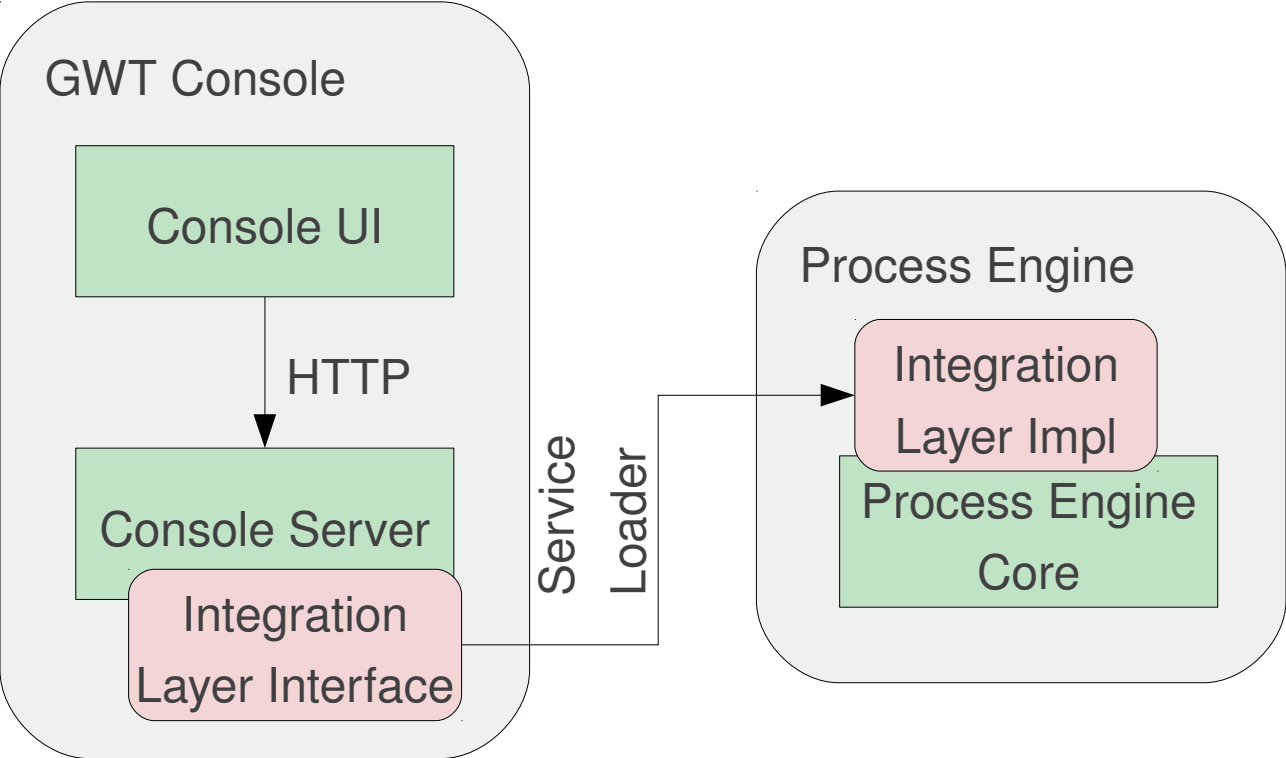 GWT Console
Console UI
HTTP
Console Server
Integration
Layer Interface
Service
Loader
Process Engine
Integration
Layer Impl
Process Engine
Core